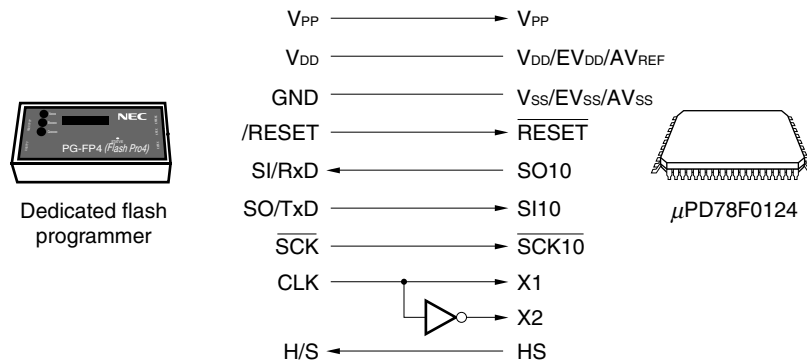 VPP VPP
VDD VDD/EVDD/AVREF
GND VSS/EVSS/AVSS
/RESET RESET
SI/RxD SO10
SO/TxD SI10
SCK SCK10
CLK X1
X2
H/S HS
NEC
PG-FP4 (Flash Pro4)
Dedicated flash
programmer
μPD78F0124